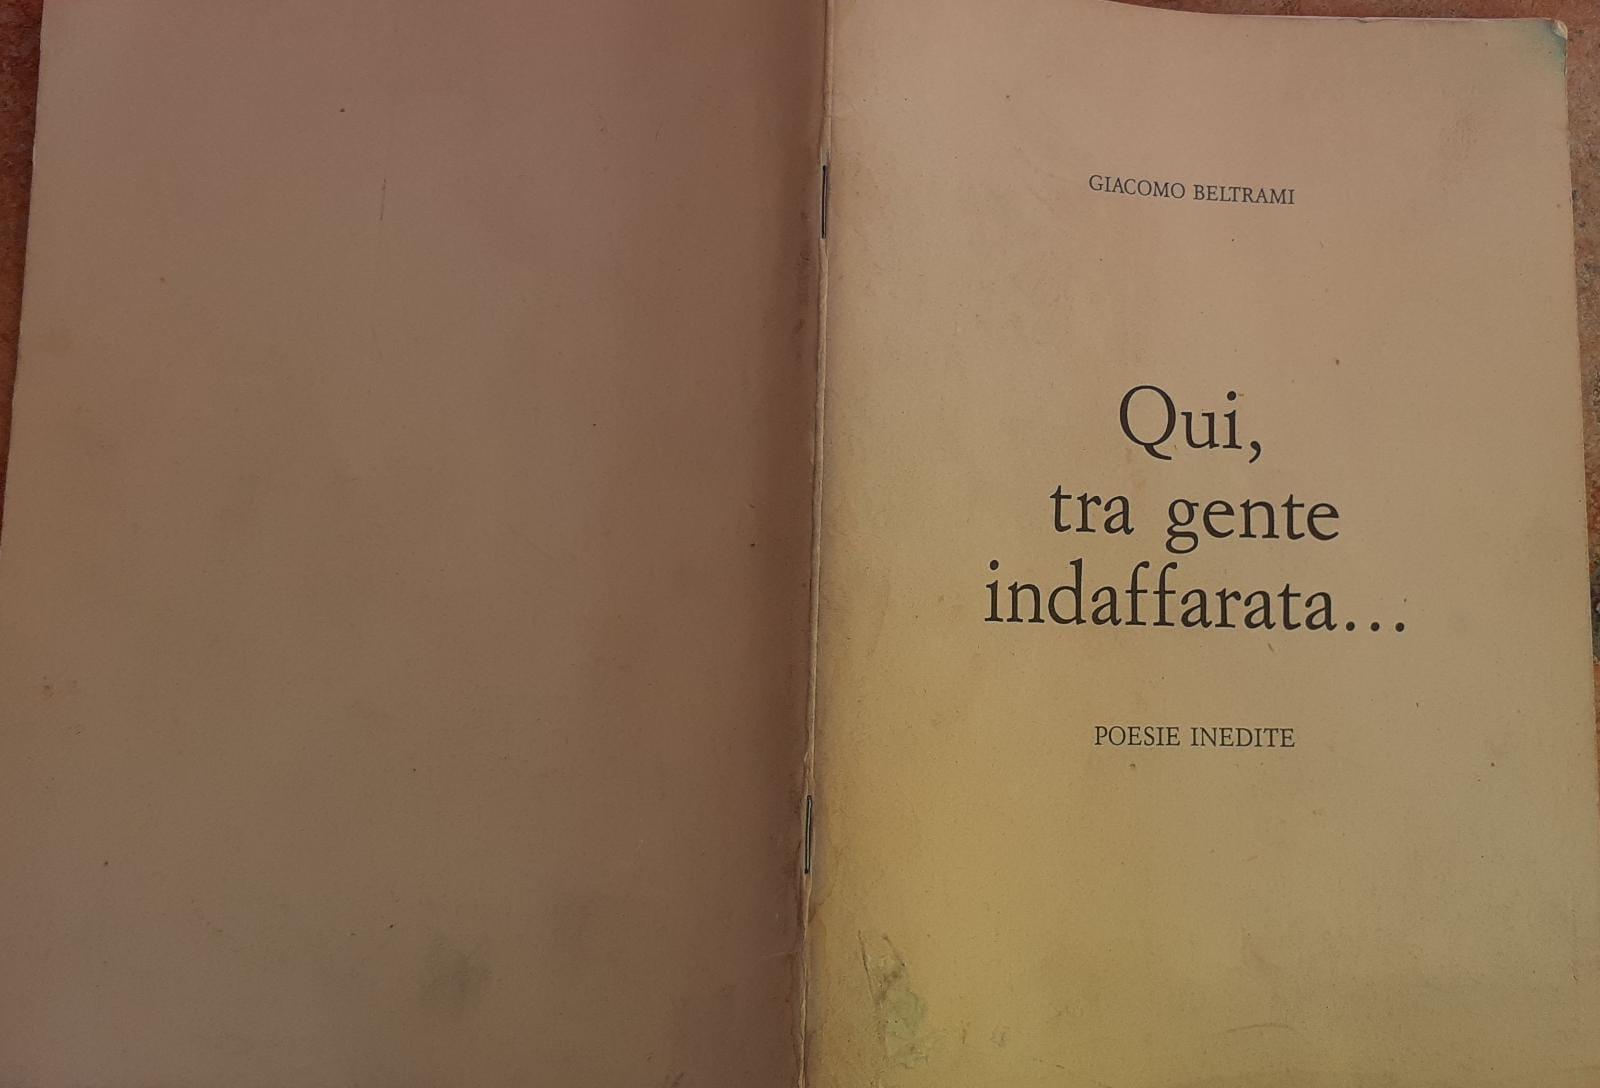 GIACOMO BELTRAMI
Qui,
tra gente
indaffarata...
POESIE INEDITE